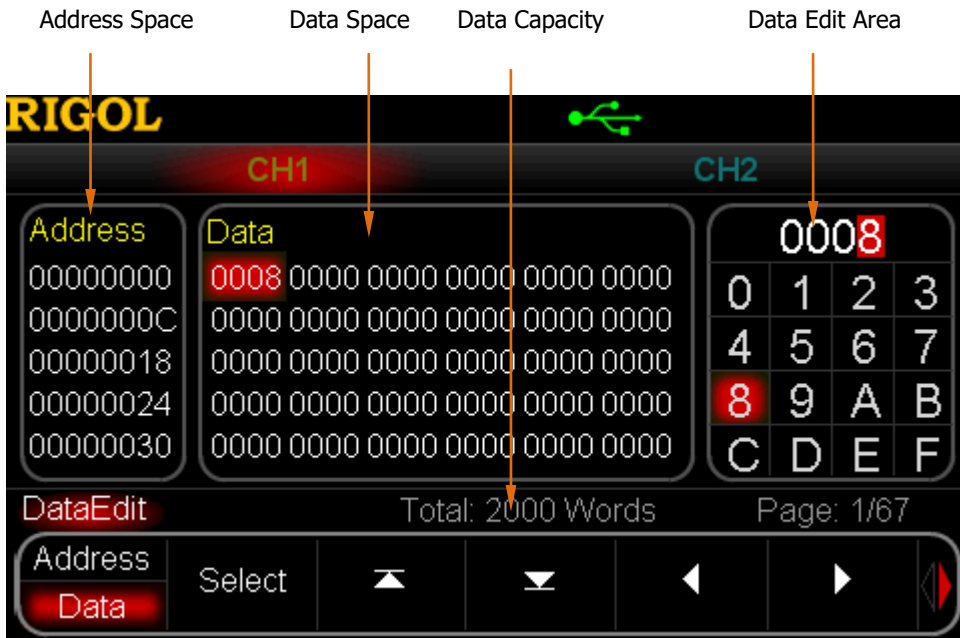 Address Space Data Space Data Capacity Data Edit Area
RIGOL
CH1 CH2
Address Data 0008
00000000 0008 0000 0000 0000 0000 0000
0000000C 0000 0000 0000 0000 0000 0000
00000018 0000 0000 0000 0000 0000 0000
00000024 0000 0000 0000 0000 0000 0000
00000030 0000 0000 0000 0000 0000 0000
0 1 2 3
4 5 6 7
8 9 A B
C D E F
DataEdit Total: 2000 Words Page: 1/67
Address
Data
Select